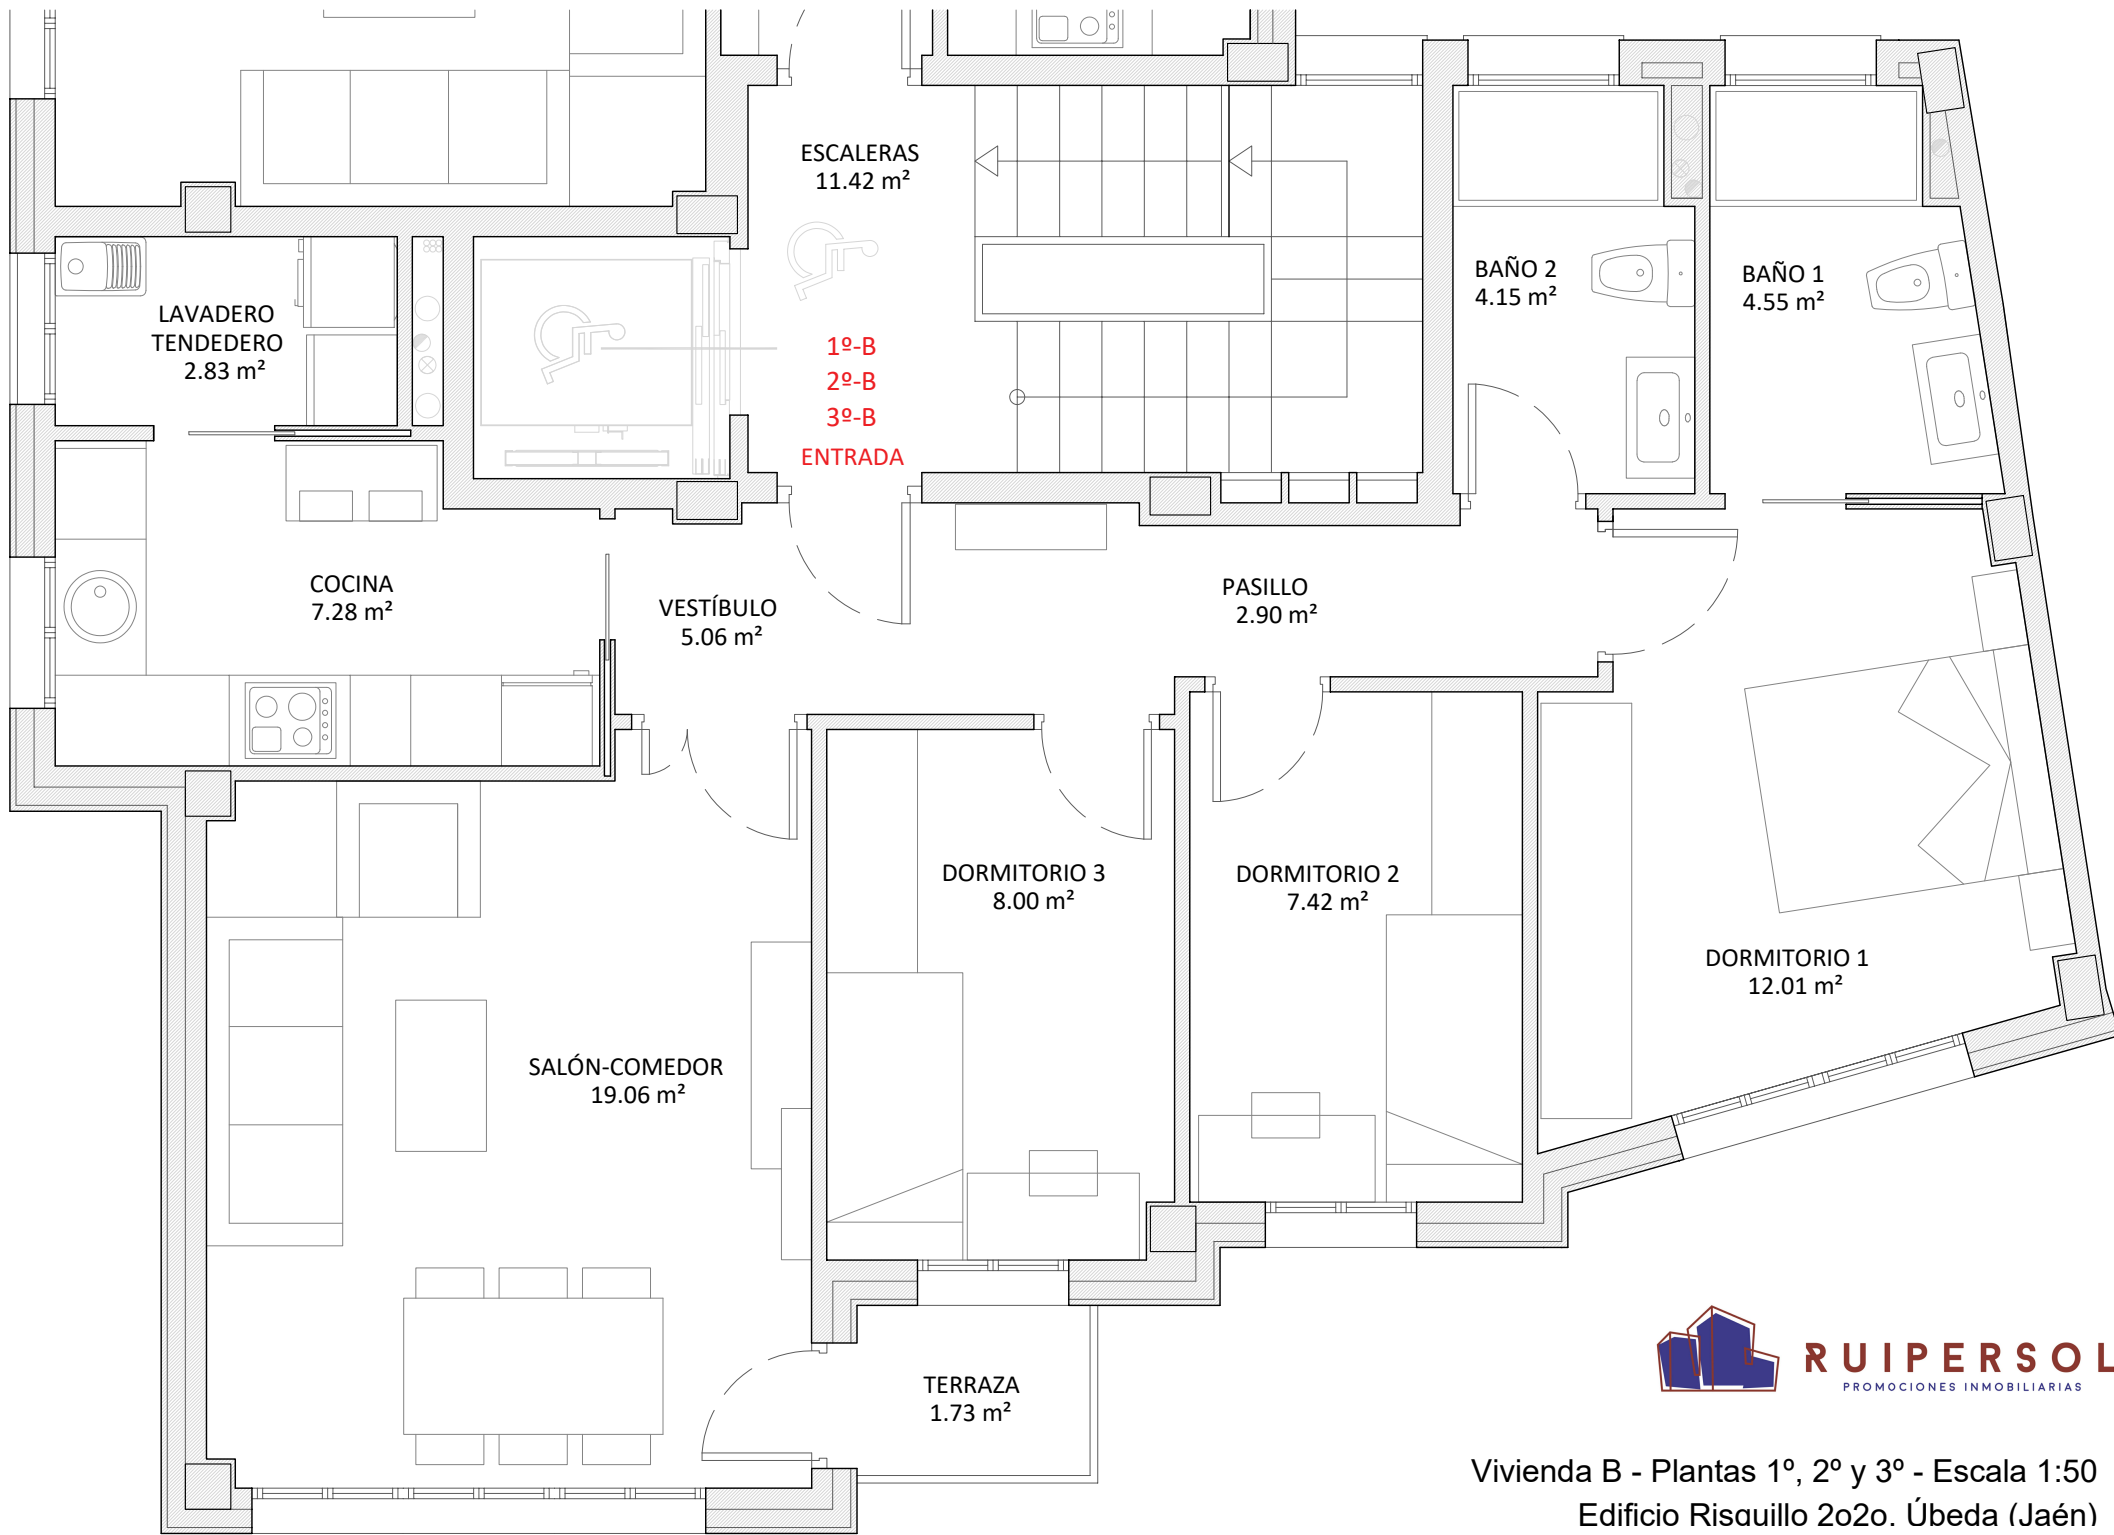 ESCALERAS
11.42 m²
BAÑO 2
4.15 m²
BAÑO 1
4.55 m²
LAVADERO
TENDEDERO
2.83 m²
1º-B
2º-B
3º-B
ENTRADA
COCINA
7.28 m²
VESTÍBULO
5.06 m²
PASILLO
2.90 m²
DORMITORIO 3
8.00 m²
DORMITORIO 2
7.42 m²
DORMITORIO 1
12.01 m²
SALÓN-COMEDOR
19.06 m²
TERRAZA
1.73 m²
RUIPERSOL
PROMOCIONES INMOBILIARIAS
Vivienda B - Plantas 1º, 2º y 3º - Escala 1:50
Edificio Risquillo 2o2o. Úbeda (Jaén)